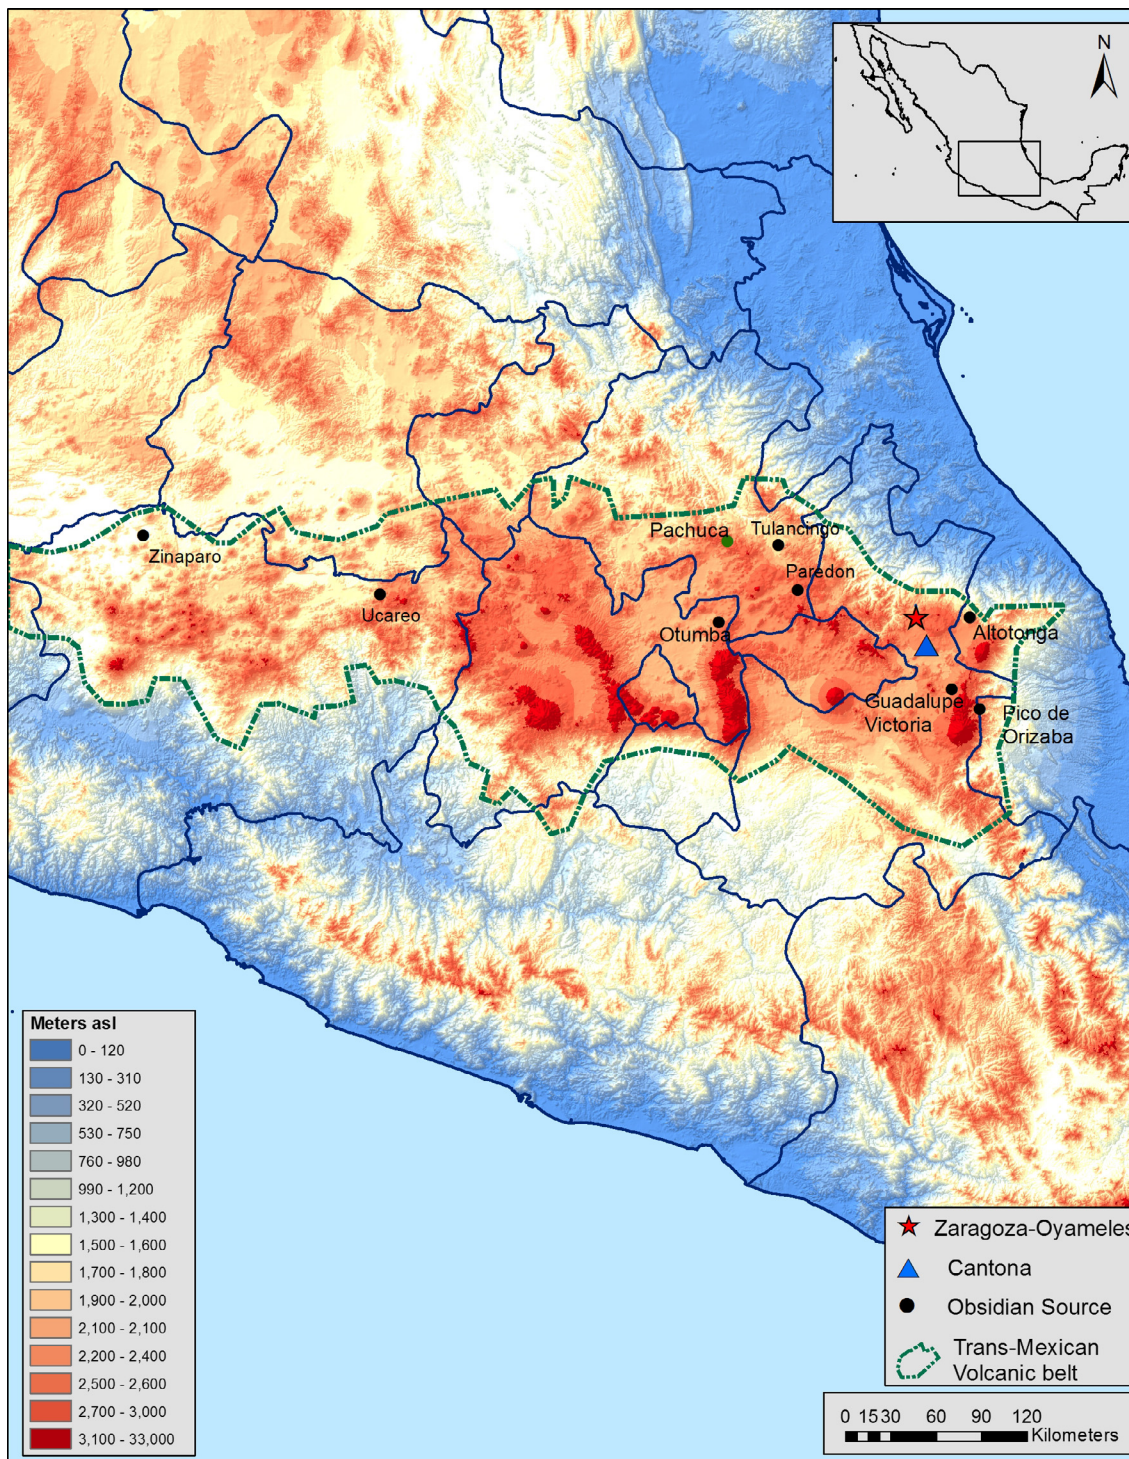 N
Pachuca
Tulancingo
Zinaparo
Paredon
Ucareo
Otumba
Altotonga
Guadalupe
Victoria
Pico de
Orizaba
Meters asl
0 - 120
130 - 310
320 - 520
530 - 750
760 - 980
990 - 1,200
1,300 - 1,400
1,500 - 1,600
1,700 - 1,800
1,900 - 2,000
2,100 - 2,100
2,200 - 2,400
2,500 - 2,600
2,700 - 3,000
3,100 - 33,000
Zaragoza-Oyameles
Cantona
Obsidian Source
Trans-Mexican
Volcanic belt
0 15 30 60 90 120
Kilometers